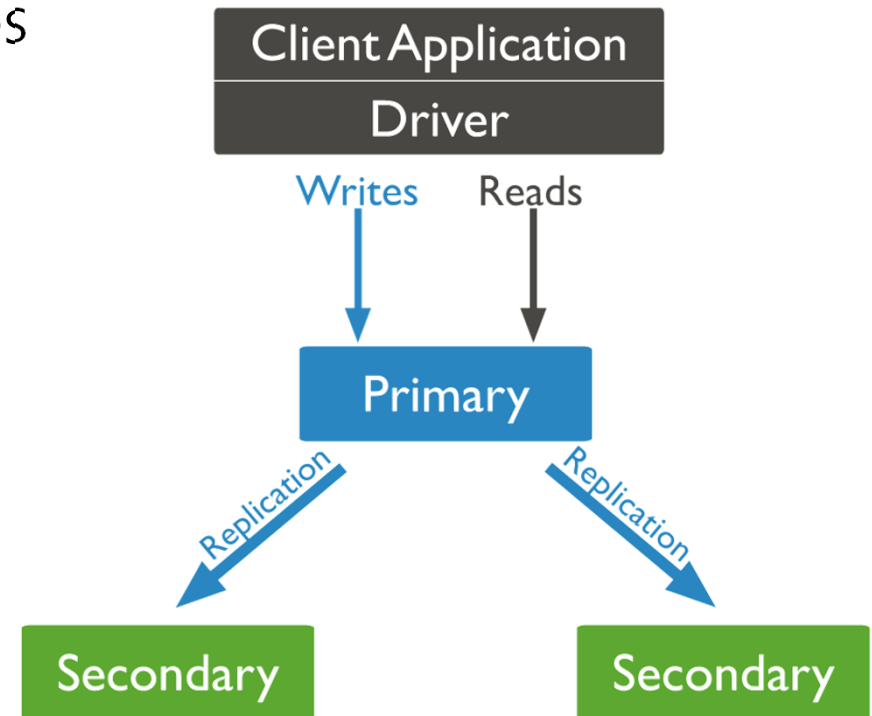 Client Application
Driver
Writes
Reads
Primary
Replication
Replication
Secondary
Secondary